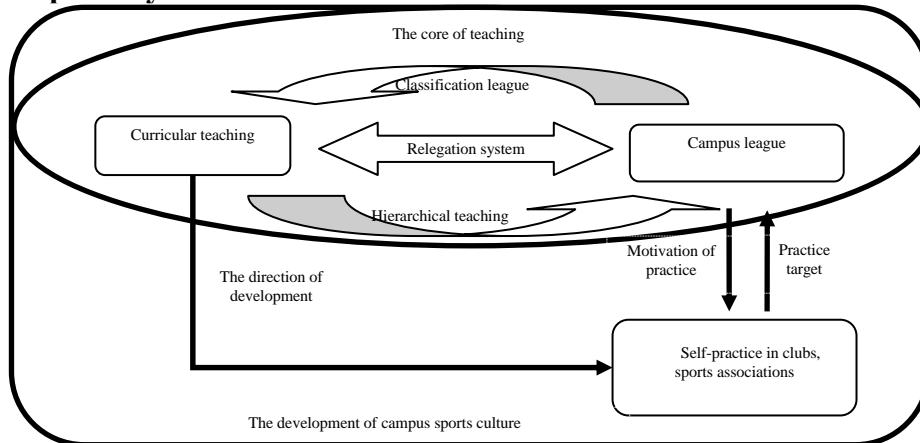 The core of teaching
Classification league
Curricular teaching
Relegation system
Campus league
Hierarchical teaching
Motivation of
practice
Practice
target
The direction of
development
Self-practice in clubs,
sports associations
The development of campus sports culture